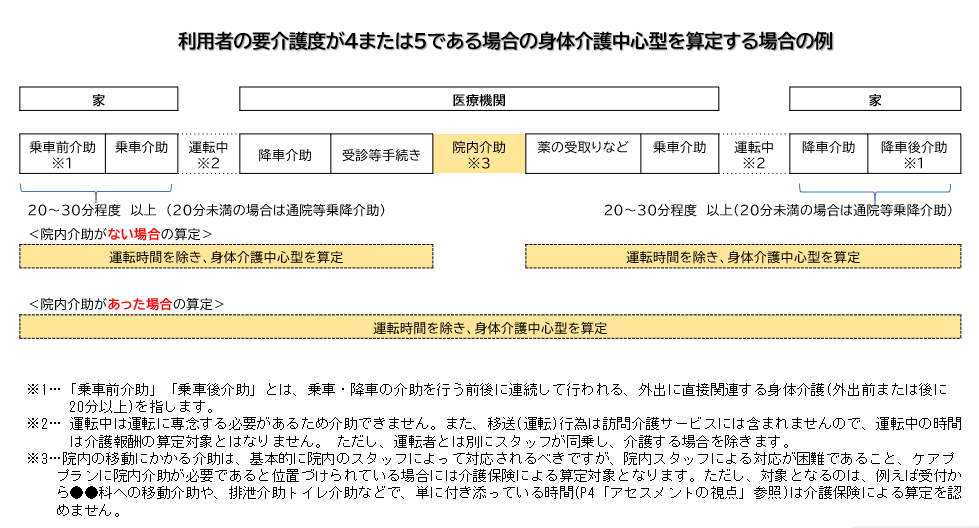 利用者の要介護度が4または5である場合の身体介護中心型を算定する場合の例
家
医療機関
家
乗車前介助
※1
乗車介助
運転中
※2
降車介助
受診等手続き
院内介助
※3
薬の受取りなど
乗車介助
運転中
※2
降車介助
降車後介助
※1
20～30分程度 以上 （20分未満の場合は通院等乗降介助）
20～30分程度 以上（20分未満の場合は通院等乗降介助）
＜院内介助がない場合の算定＞
運転時間を除き、身体介護中心型を算定
運転時間を除き、身体介護中心型を算定
＜院内介助があった場合の算定＞
運転時間を除き、身体介護中心型を算定
※1…「乗車前介助」「乗車後介助」とは、乗車・降車の介助を行う前後に連続して行われる、外出に直接関連する身体介護(外出前または後に
20分以上)を指します。
※2… 運転中は運転に専念する必要があるため介助できません。また、移送(運転)行為は訪問介護サービスには含まれませんので、運転中の時間
は介護報酬の算定対象とはなりません。 ただし、運転者とは別にスタッフが同乗し、介護する場合を除きます。
※3…院内の移動にかかる介助は、基本的に院内のスタッフによって対応されるべきですが、院内スタッフによる対応が困難であること、ケアプ
プランに院内介助が必要であると位置づけられている場合には介護保険による算定対象となります。ただし、対象となるのは、例えば受付か
ら●●科への移動介助や、排泄介助トイレ介助などで、単に付き添っている時間(P4「アセスメントの視点」参照)は介護保険による算定を認
めません。